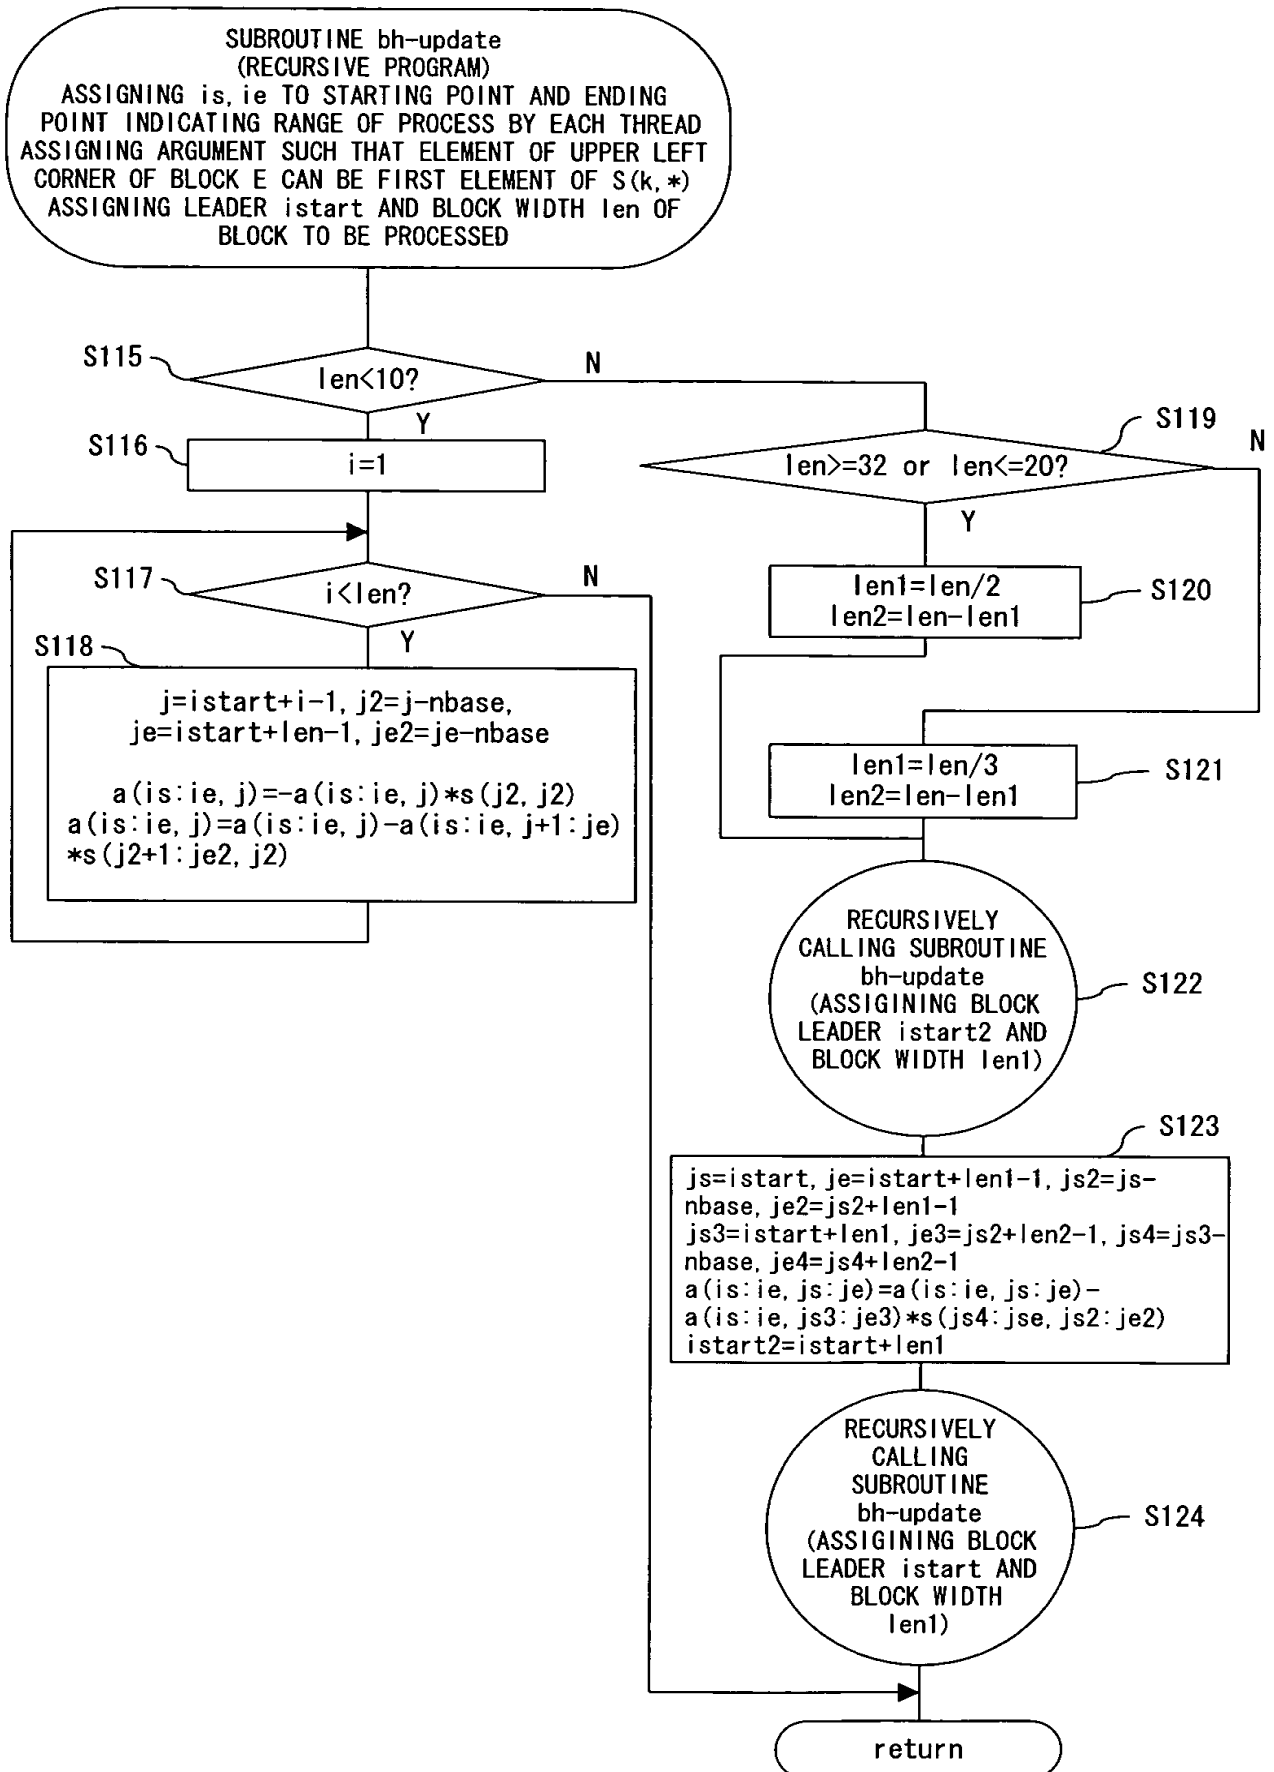 SUBROUTINE bh-update
(RECURSIVE PROGRAM)
ASSIGNING is, ie TO STARTING POINT AND ENDING
POINT INDICATING RANGE OF PROCESS BY EACH THREAD
ASSIGNING ARGUMENT SUCH THAT ELEMENT OF UPPER LEFT
CORNER OF BLOCK E CAN BE FIRST ELEMENT OF S(k,*)
ASSIGNING LEADER istart AND BLOCK WIDTH len OF
BLOCK TO BE PROCESSED
S115
len<10?
N
Y
S116
i=1
S117
i<len?
N
Y
S118
j=istart+i-1, j2=j-nbase,
je=istart+len-1, je2=je-nbase
a(is:ie, j)=-a(is:ie, j)*s(j2, j2)
a(is:ie, j)=a(is:ie, j)-a(is:ie, j+1:je)
*s(j2+1:je2, j2)
S119
len>=32 or len<=20?
N
Y
len1=len/2
len2=len-len1
S120
len1=len/3
len2=len-len1
S121
RECURSIVELY
CALLING SUBROUTINE
bh-update
(ASSIGINING BLOCK
LEADER istart2 AND
BLOCK WIDTH len1)
S122
S123
js=istart, je=istart+len1-1, js2=js-
nbase, je2=js2+len1-1
js3=istart+len1, je3=js2+len2-1, js4=js3-
nbase, je4=js4+len2-1
a(is:ie, js:je)=a(is:ie, js:je)-
a(is:ie, js3:je3)*s(js4:jse, js2:je2)
istart2=istart+len1
RECURSIVELY
CALLING
SUBROUTINE
bh-update
(ASSIGINING BLOCK
LEADER istart AND
BLOCK WIDTH
len1)
S124
return